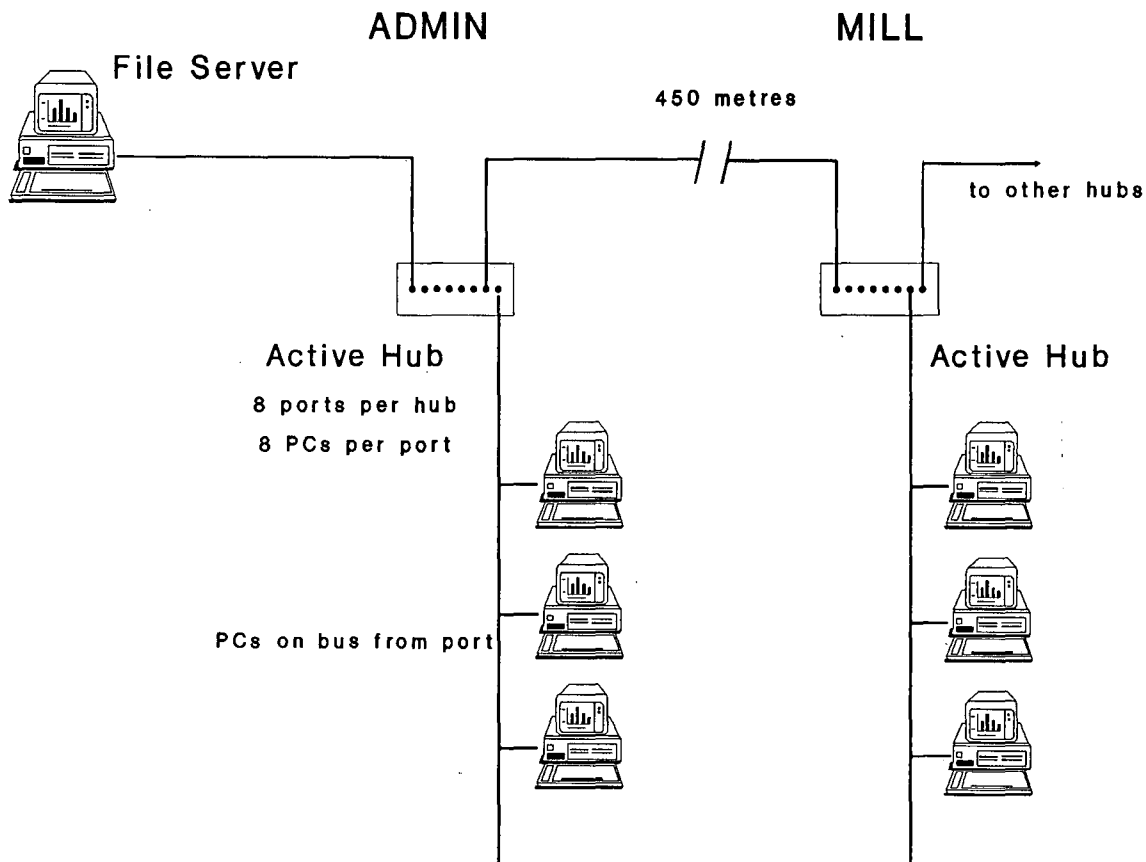 ADMIN
MILL
File Server
450 metres
to other hubs
Active Hub
Active Hub
8 ports per hub
8 PCs per port
PCs on bus from port